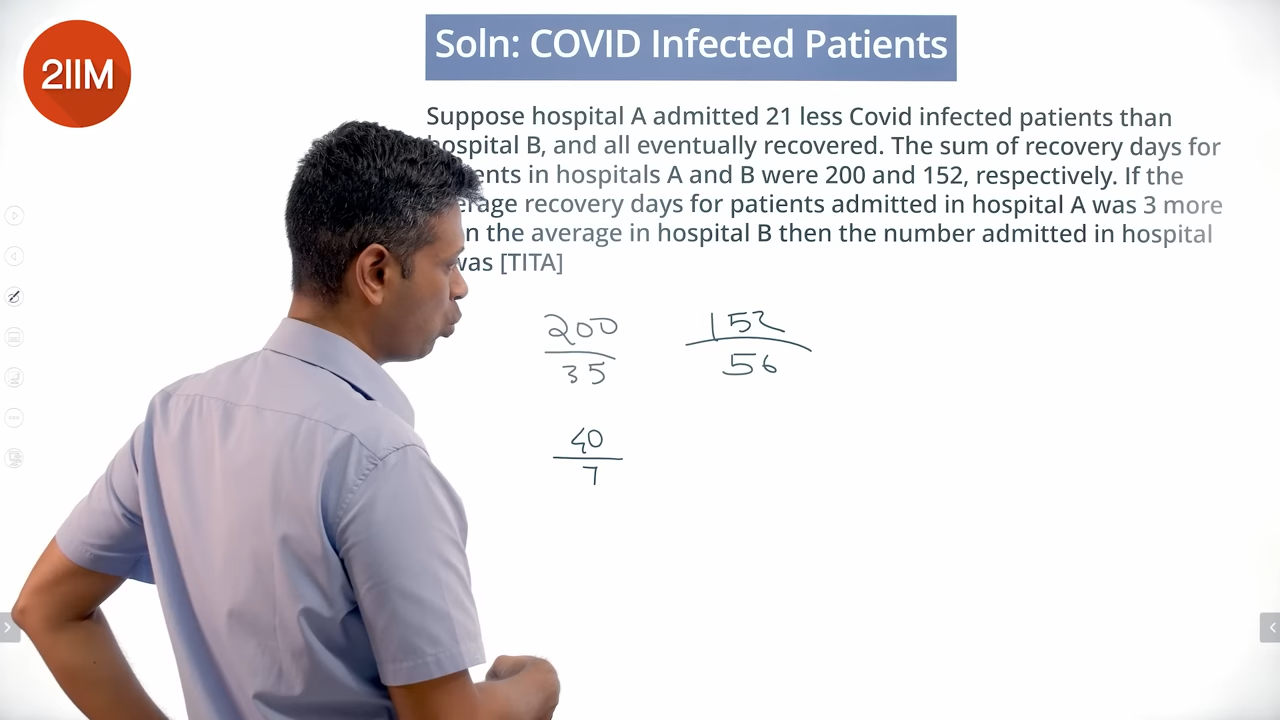 2IIM
Soln: COVID Infected Patients
Suppose hospital A admitted 21 less Covid infected patients than
hospital B, and all eventually recovered. The sum of recovery days for
in hospitals A and B were 200 and 152, respectively. If the
recovery days for patients admitted in hospital A was 3 more
the average in hospital B then the number admitted in hospital
was [TITA]
200 152
35 56
40
7